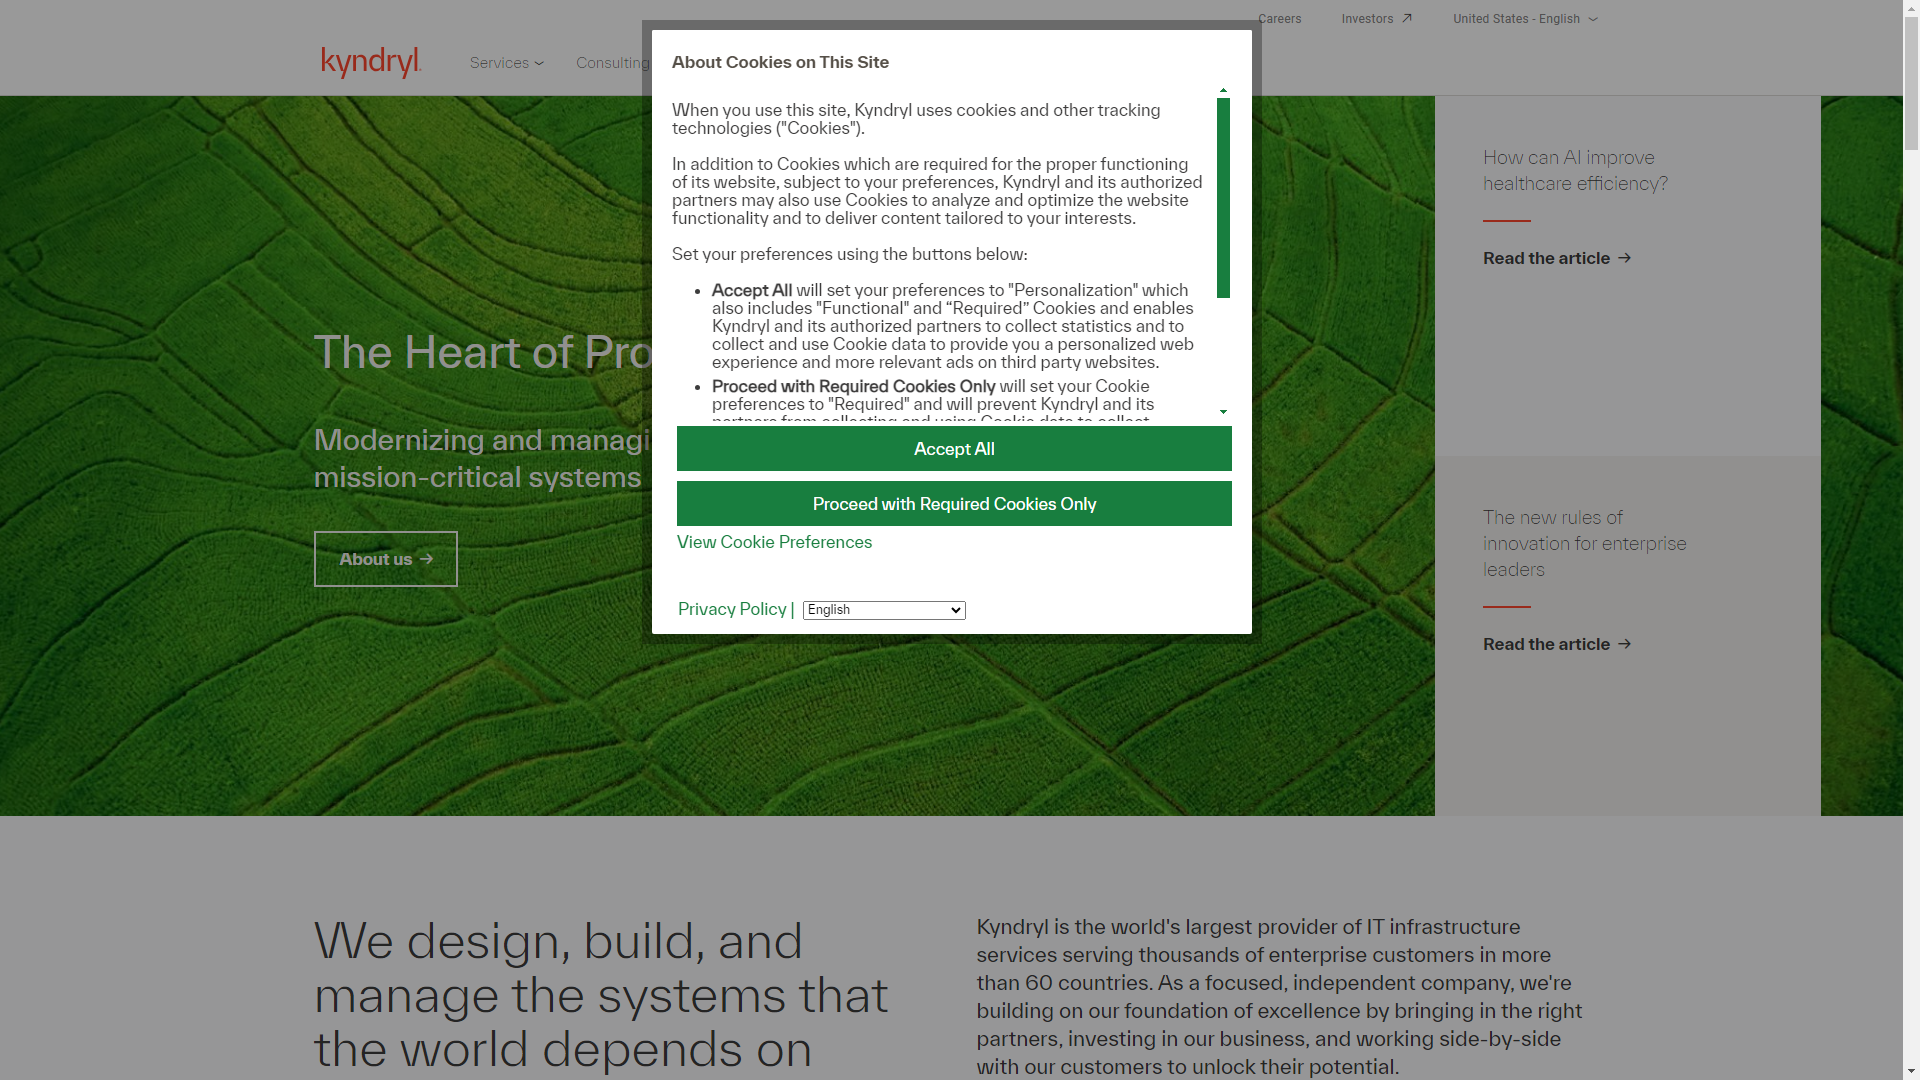 Careers
Investors
United States - English
kyndryl
Services
Consulting
About Cookies on This Site
When you use this site, Kyndryl uses cookies and other tracking
technologies ("Cookies").
In addition to Cookies which are required for the proper functioning
of its website, subject to your preferences, Kyndryl and its authorized
partners may also use Cookies to analyze and optimize the website
functionality and to deliver content tailored to your interests.
Set your preferences using the buttons below:
Accept All will set your preferences to "Personalization" which
also includes "Functional" and “Required” Cookies and enables
Kyndryl and its authorized partners to collect statistics and to
collect and use Cookie data to provide you a personalized web
experience and more relevant ads on third party websites.
Proceed with Required Cookies Only will set your Cookie
preferences to "Required" and will prevent Kyndryl and its
partners from collecting and using Cookie data to collect
Accept All
Proceed with Required Cookies Only
View Cookie Preferences
Privacy Policy |
English
The Heart of Pro
Modernizing and managi
mission-critical systems
About us →
How can AI improve
healthcare efficiency?
Read the article →
The new rules of
innovation for enterprise
leaders
Read the article →
We design, build, and
manage the systems that
the world depends on
Kyndryl is the world's largest provider of IT infrastructure
services serving thousands of enterprise customers in more
than 60 countries. As a focused, independent company, we're
building on our foundation of excellence by bringing in the right
partners, investing in our business, and working side-by-side
with our customers to unlock their potential.